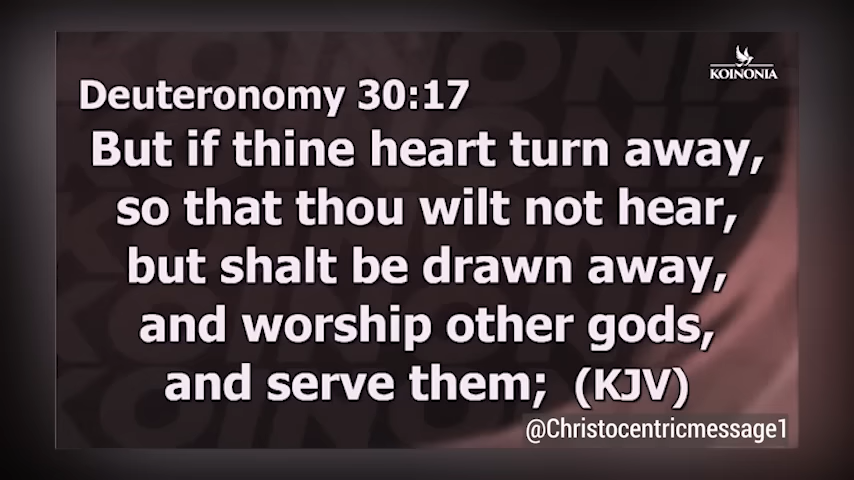 KOINONIA
Deuteronomy 30:17
But if thine heart turn away,
so that thou wilt not hear,
but shalt be drawn away,
and worship other gods,
and serve them; (KJV)
@Christocentricmessage1